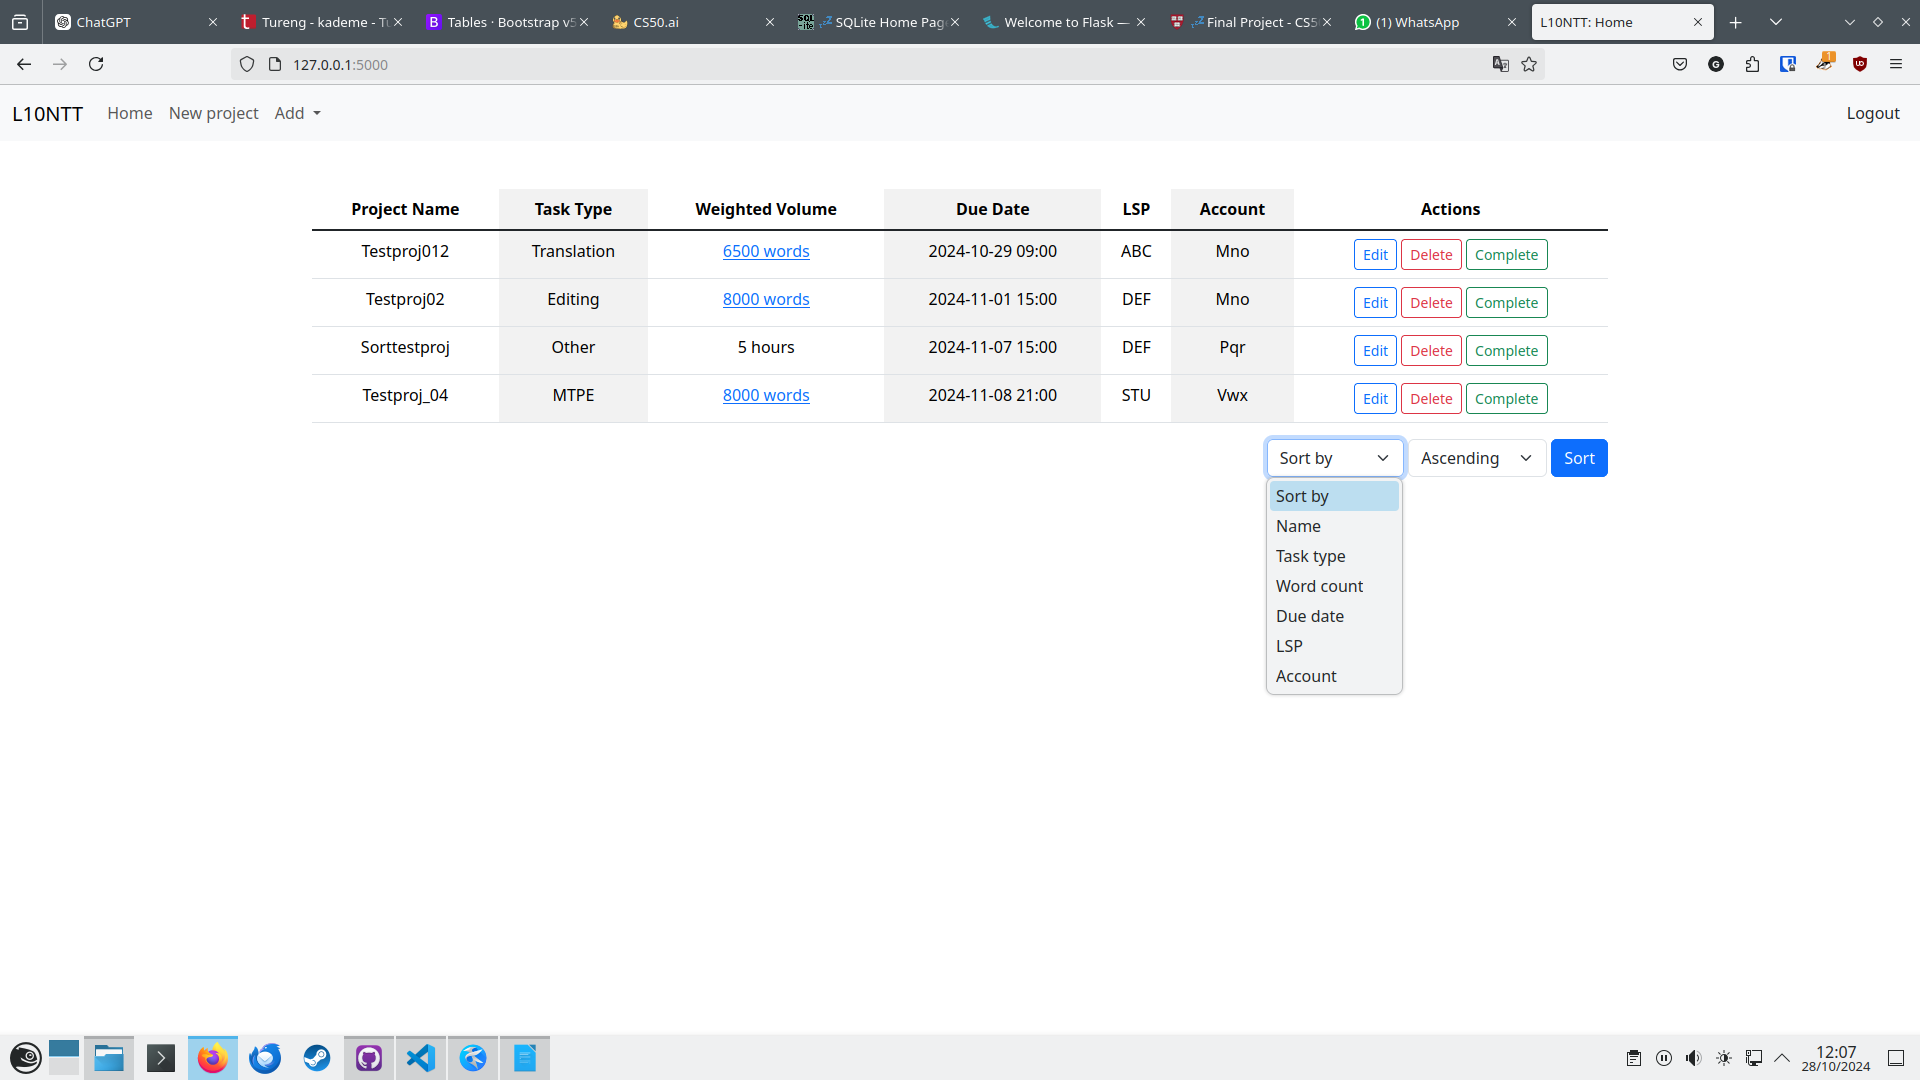 ChatGPT
Tureng - kademe - Tu
Tables · Bootstrap v5
CS50.ai
SQLite Home Page
Welcome to Flask —
Final Project - CS50
(1) WhatsApp
L10NTT: Home
127.0.0.1:5000
L10NTT Home New project Add Logout
Project Name Task Type Weighted Volume Due Date LSP Account Actions
Testproj012 Translation 6500 words 2024-10-29 09:00 ABC Mno Edit Delete Complete
Testproj02 Editing 8000 words 2024-11-01 15:00 DEF Mno Edit Delete Complete
Sorttestproj Other 5 hours 2024-11-07 15:00 DEF Pqr Edit Delete Complete
Testproj_04 MTPE 8000 words 2024-11-08 21:00 STU Vwx Edit Delete Complete
Sort by Ascending Sort
Sort by
Name
Task type
Word count
Due date
LSP
Account
12:07
28/10/2024